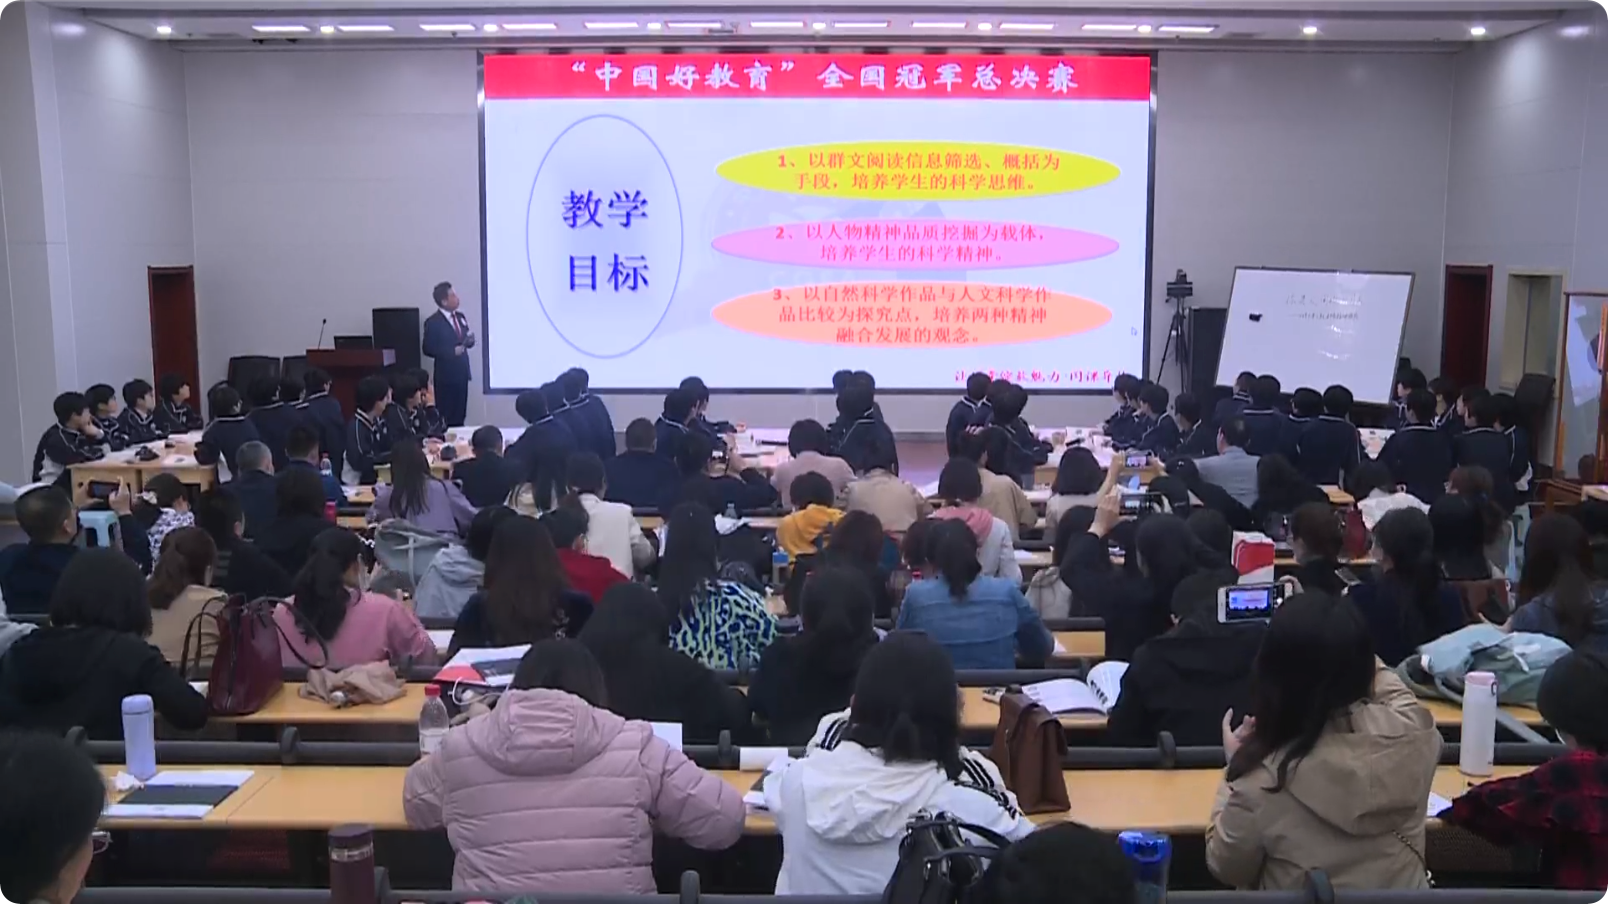 “中国好教育”全国冠军总决赛
教学
目标
1、以群文阅读信息筛选、概括为
手段，培养学生的科学思维。
2、以人物精神品质挖掘为载体，
培养学生的科学精神。
3、以自然科学作品与人文科学作
品比较为探究点，培养两种精神
融合发展的观念。